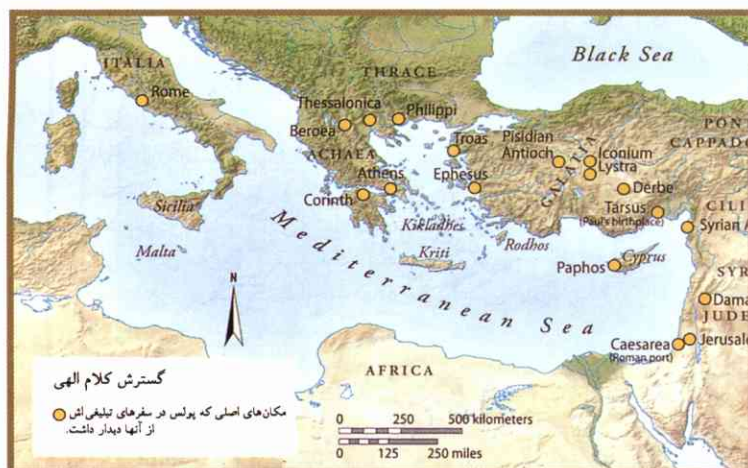 Black Sea
ITALIA
Rome
THRACE
Thessalonica
Philippi
Beroea
ACHAEA
Athens
Corinth
Troas
Ephesus
Pisidian
Antioch
Iconium
Lystra
GALATIA
Derbe
PON
CAPPADO
CILI
Tarsus
(Paul's birthplace)
Syrian A
SYR
Sicilia
Malta
Kikladhes
Kriti
Rodhos
Mediterranean Sea
Paphos
Cyprus
Dama
JUDE
Jerusale
Caesarea
(Roman port)
AFRICA
N
گسترش کلام الهی
مکان‌های اصلی که پولس در سفرهای تبلیغی‌اش
از آنها دیدار داشت.
0 250 500 kilometers
0 125 250 miles